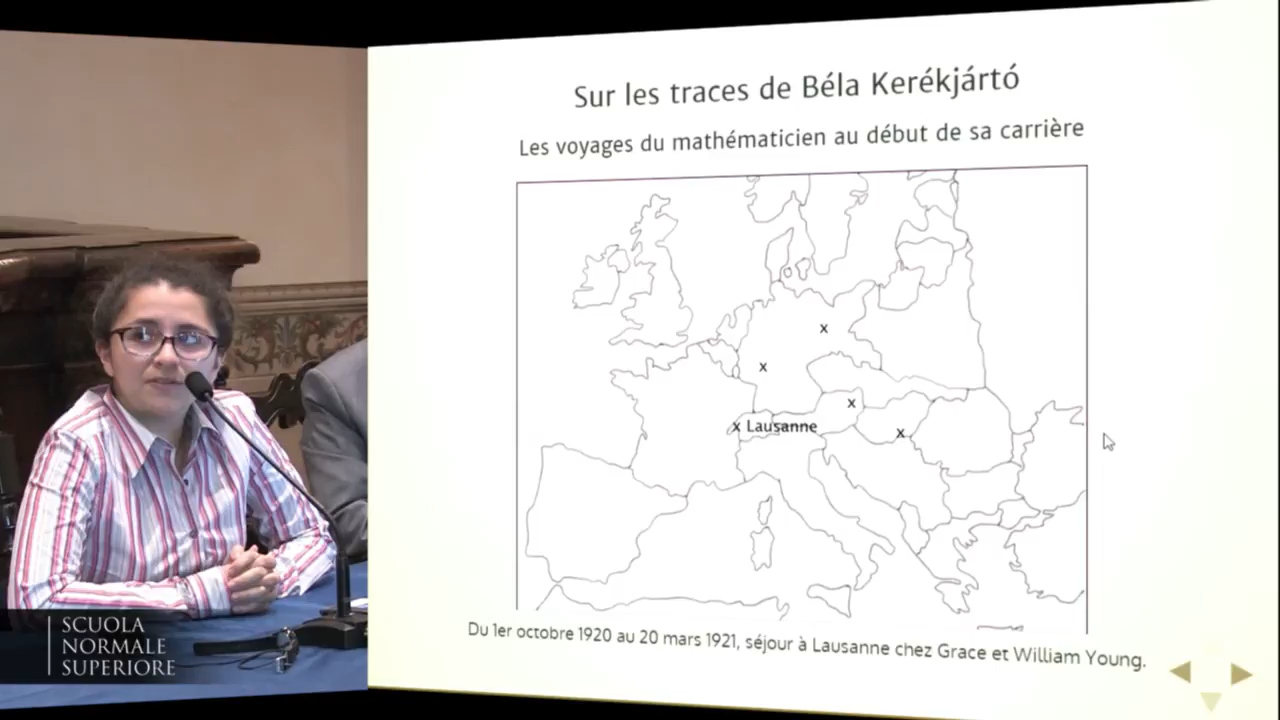 Sur les traces de Béla Kerékjártó
Les voyages du mathématicien au début de sa carrière
x
x
x
x Lausanne
x
Du 1er octobre 1920 au 20 mars 1921, séjour à Lausanne chez Grace et William Young.
SCUOLA
NORMALE
SUPERIORE